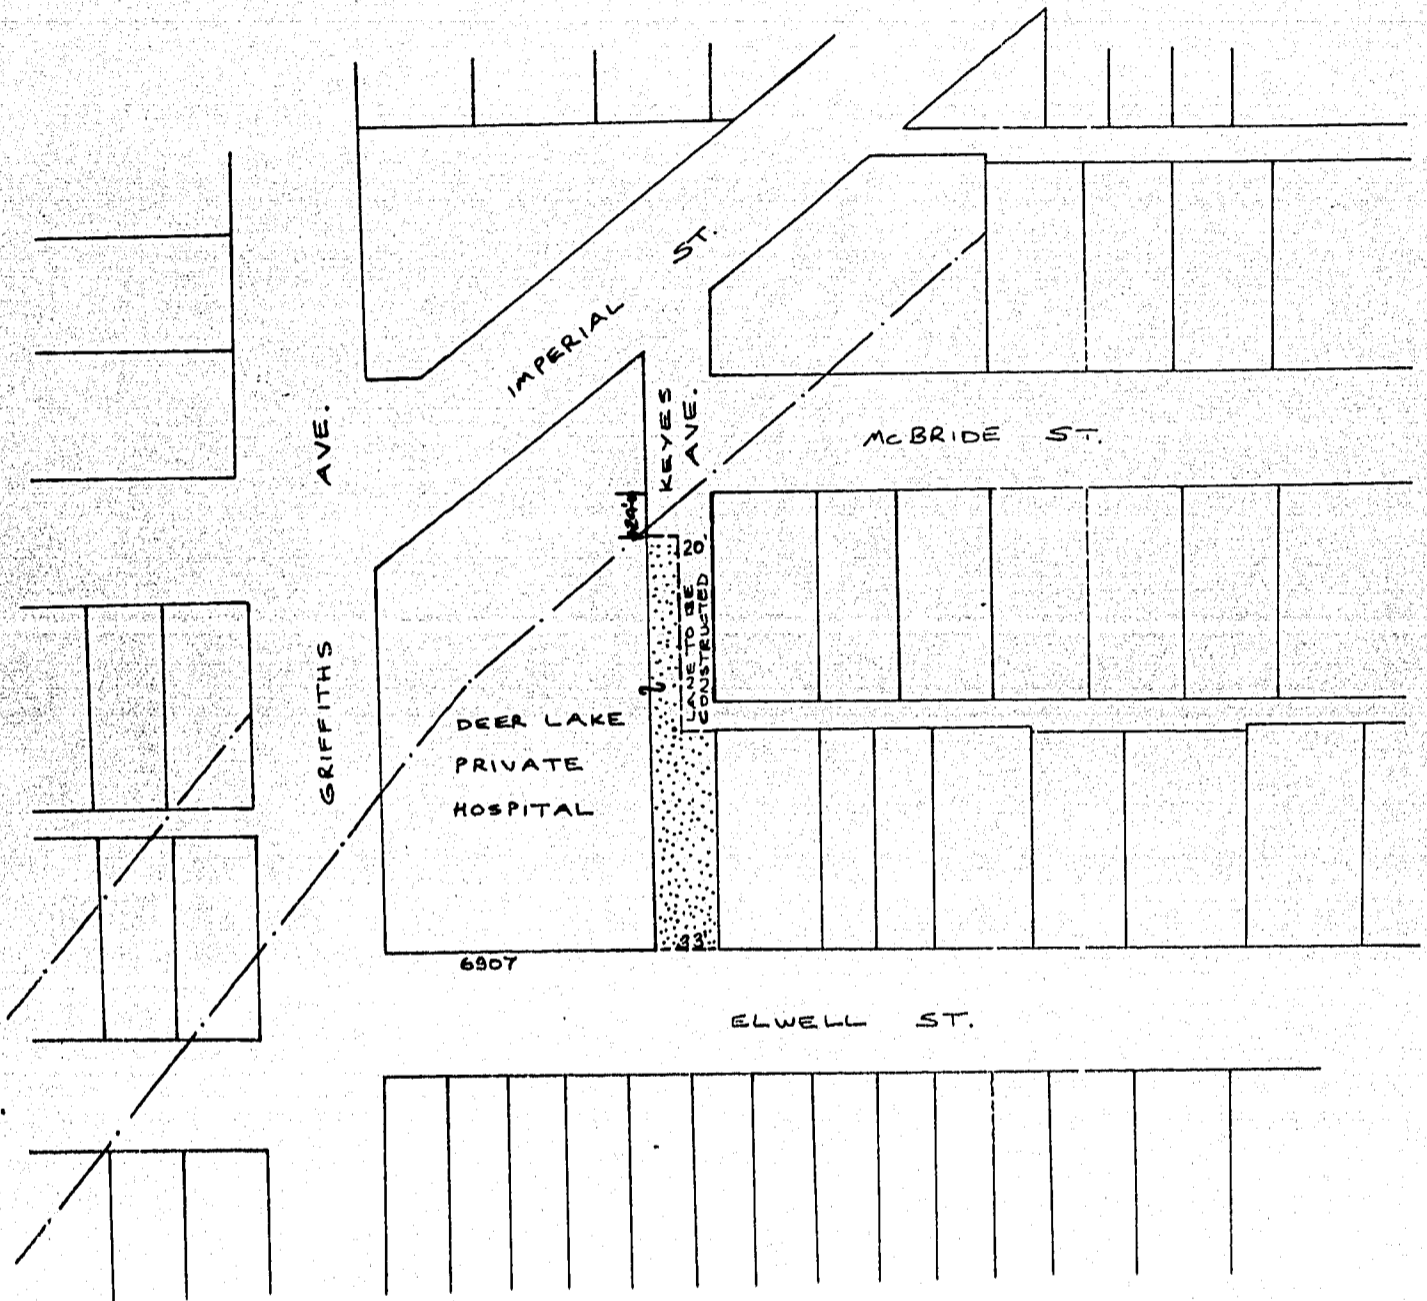 IMPERIAL ST.
KEYES
AVE.
McBRIDE ST.
GRIFFITHS AVE.
20'
LANE TO BE
CONSTRUCTED
DEER LAKE
PRIVATE
HOSPITAL
33'
6907
ELWELL ST.